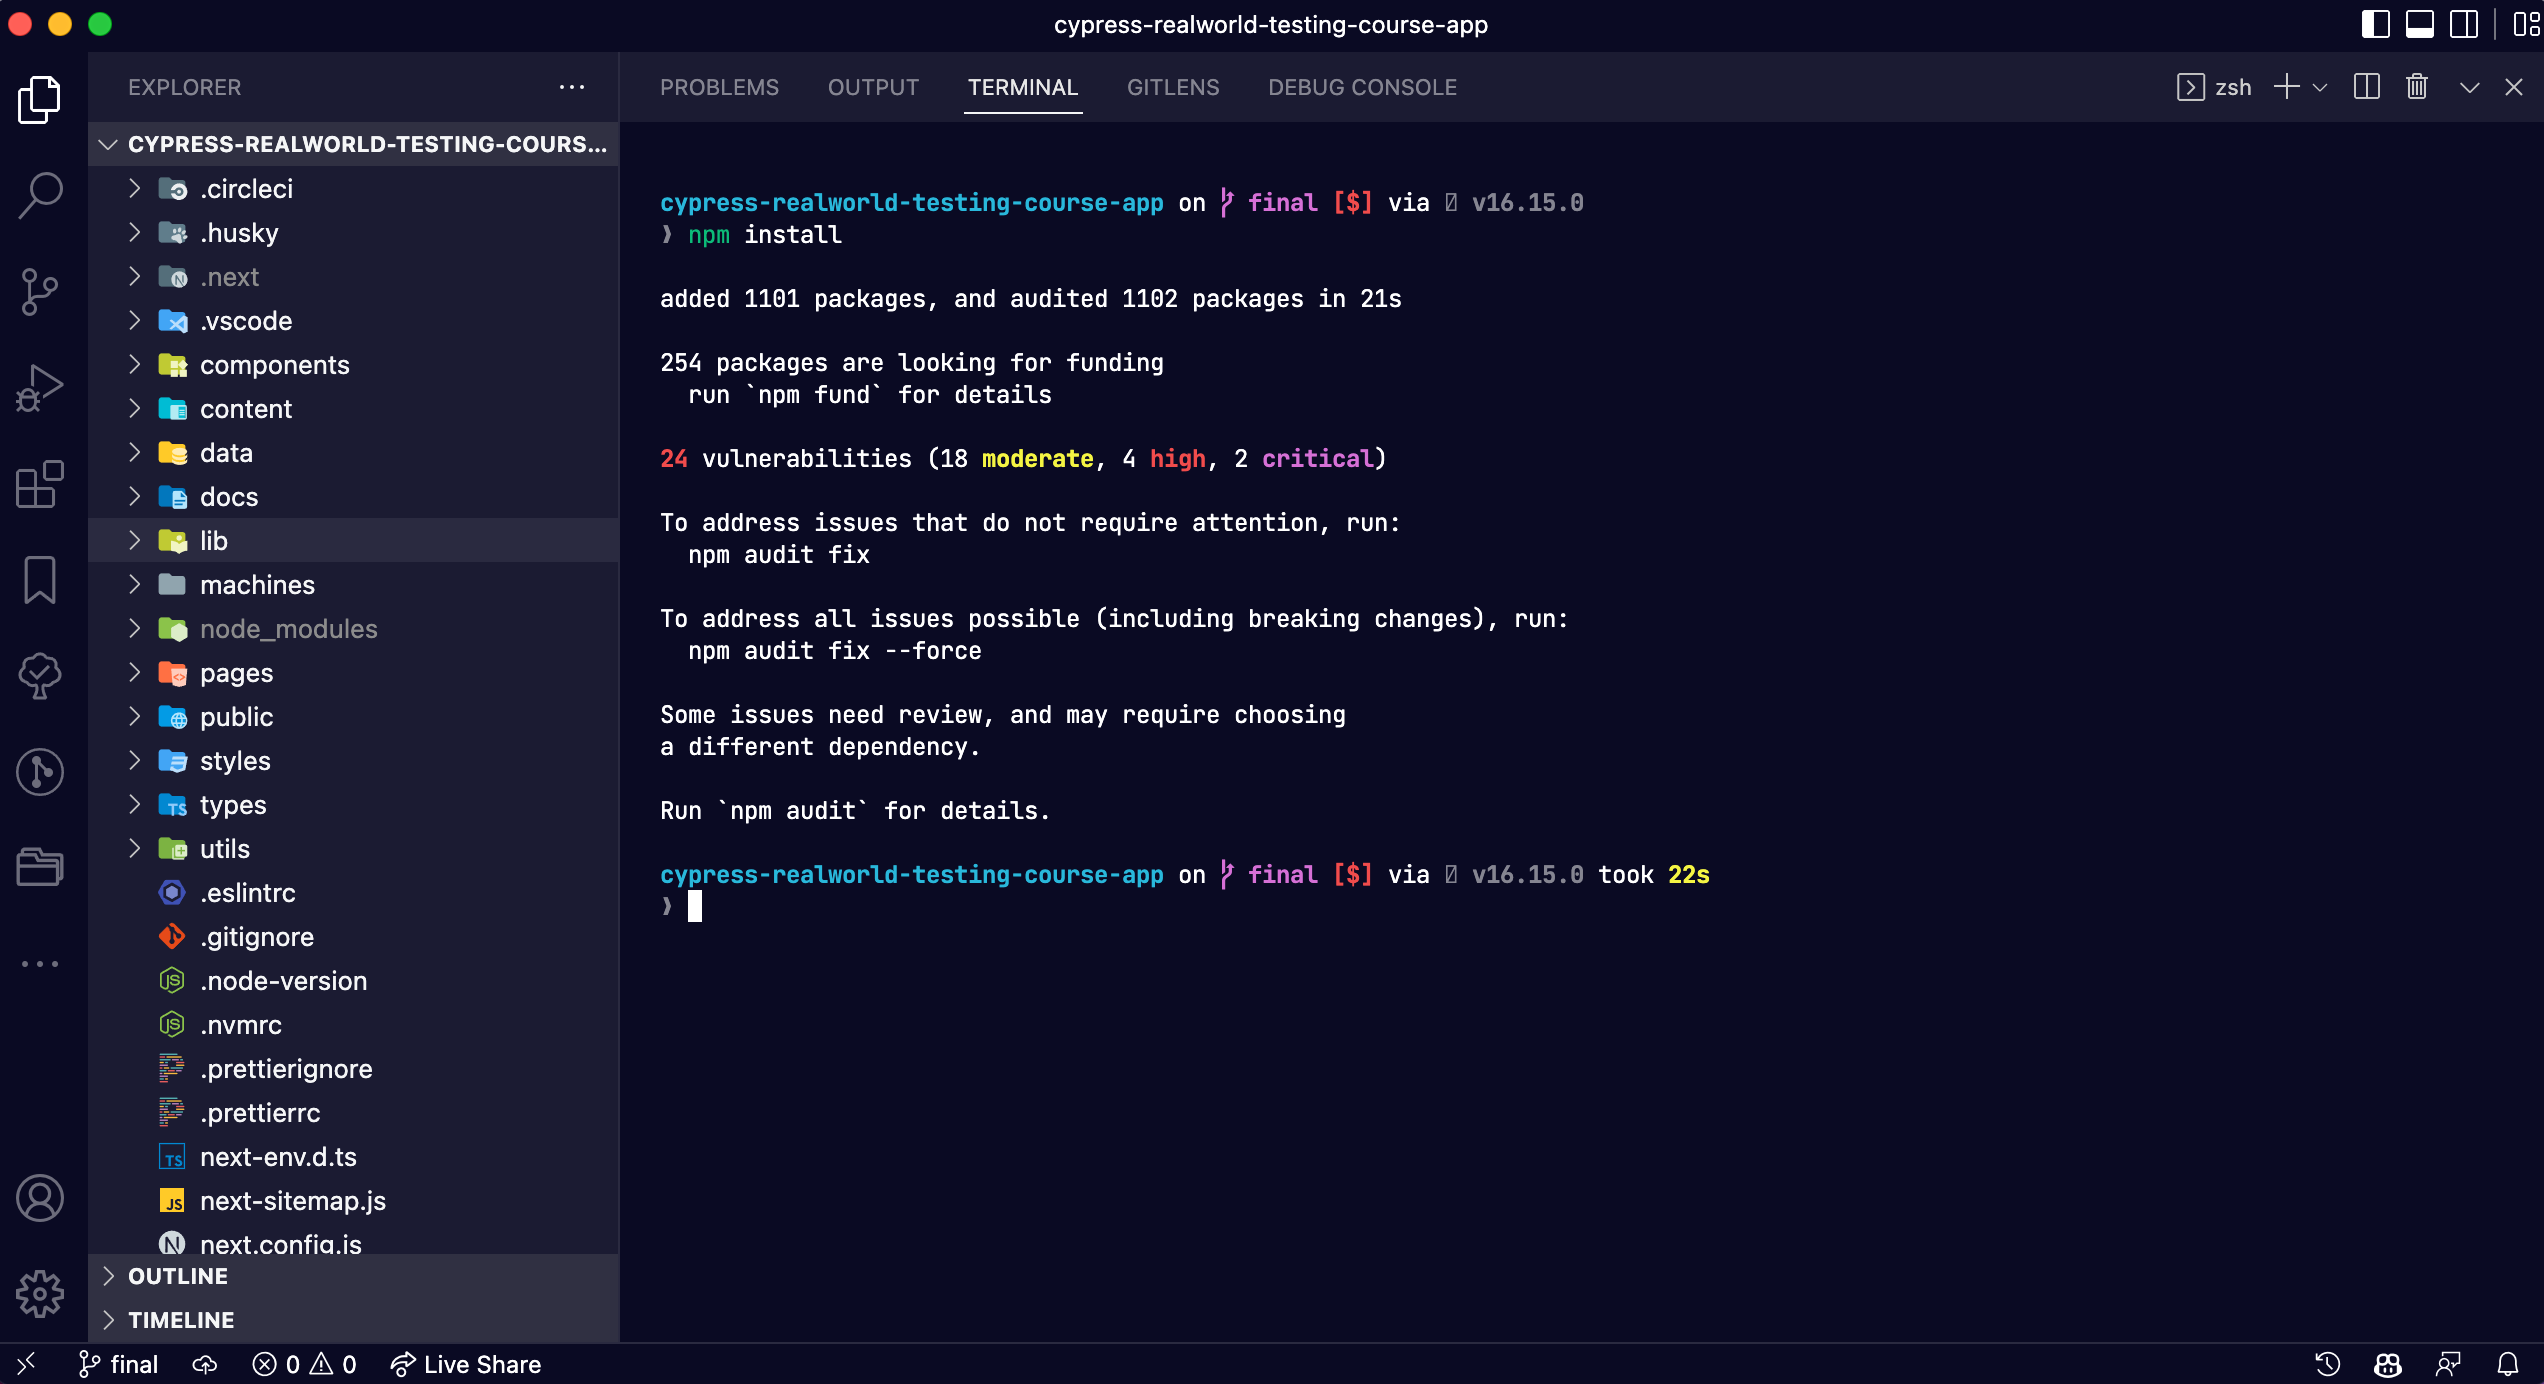 cypress-realworld-testing-course-app
EXPLORER
CYPRESS-REALWORLD-TESTING-COURS...
.circleci
.husky
.next
.vscode
components
content
data
docs
lib
machines
node_modules
pages
public
styles
types
utils
.eslintrc
.gitignore
.node-version
.nvmrc
.prettierignore
.prettierrc
next-env.d.ts
next-sitemap.js
next.config.js
OUTLINE
TIMELINE
PROBLEMS OUTPUT TERMINAL GITLENS DEBUG CONSOLE zsh
cypress-realworld-testing-course-app on final [$] via v16.15.0
❯ npm install
added 1101 packages, and audited 1102 packages in 21s
254 packages are looking for funding
run `npm fund` for details
24 vulnerabilities (18 moderate, 4 high, 2 critical)
To address issues that do not require attention, run:
npm audit fix
To address all issues possible (including breaking changes), run:
npm audit fix --force
Some issues need review, and may require choosing
a different dependency.
Run `npm audit` for details.
cypress-realworld-testing-course-app on final [$] via v16.15.0 took 22s
❯
final 0 0 Live Share